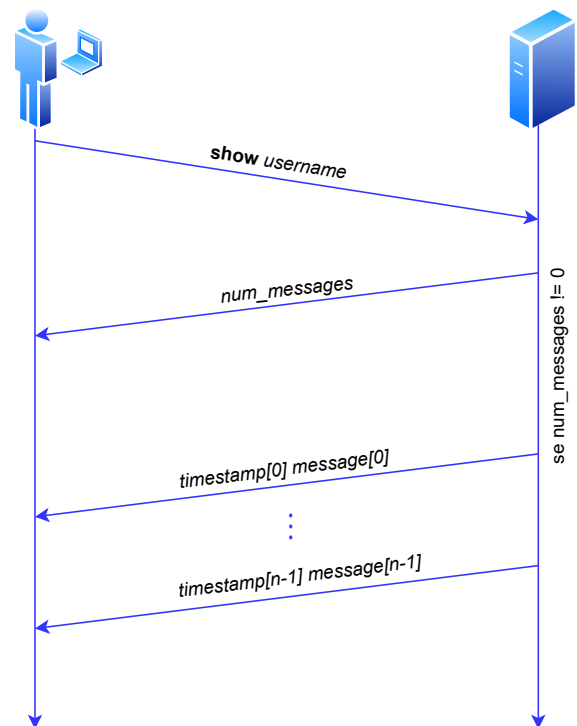 show username
num_messages
se num_messages != 0
timestamp[0] message[0]
timestamp[n-1] message[n-1]